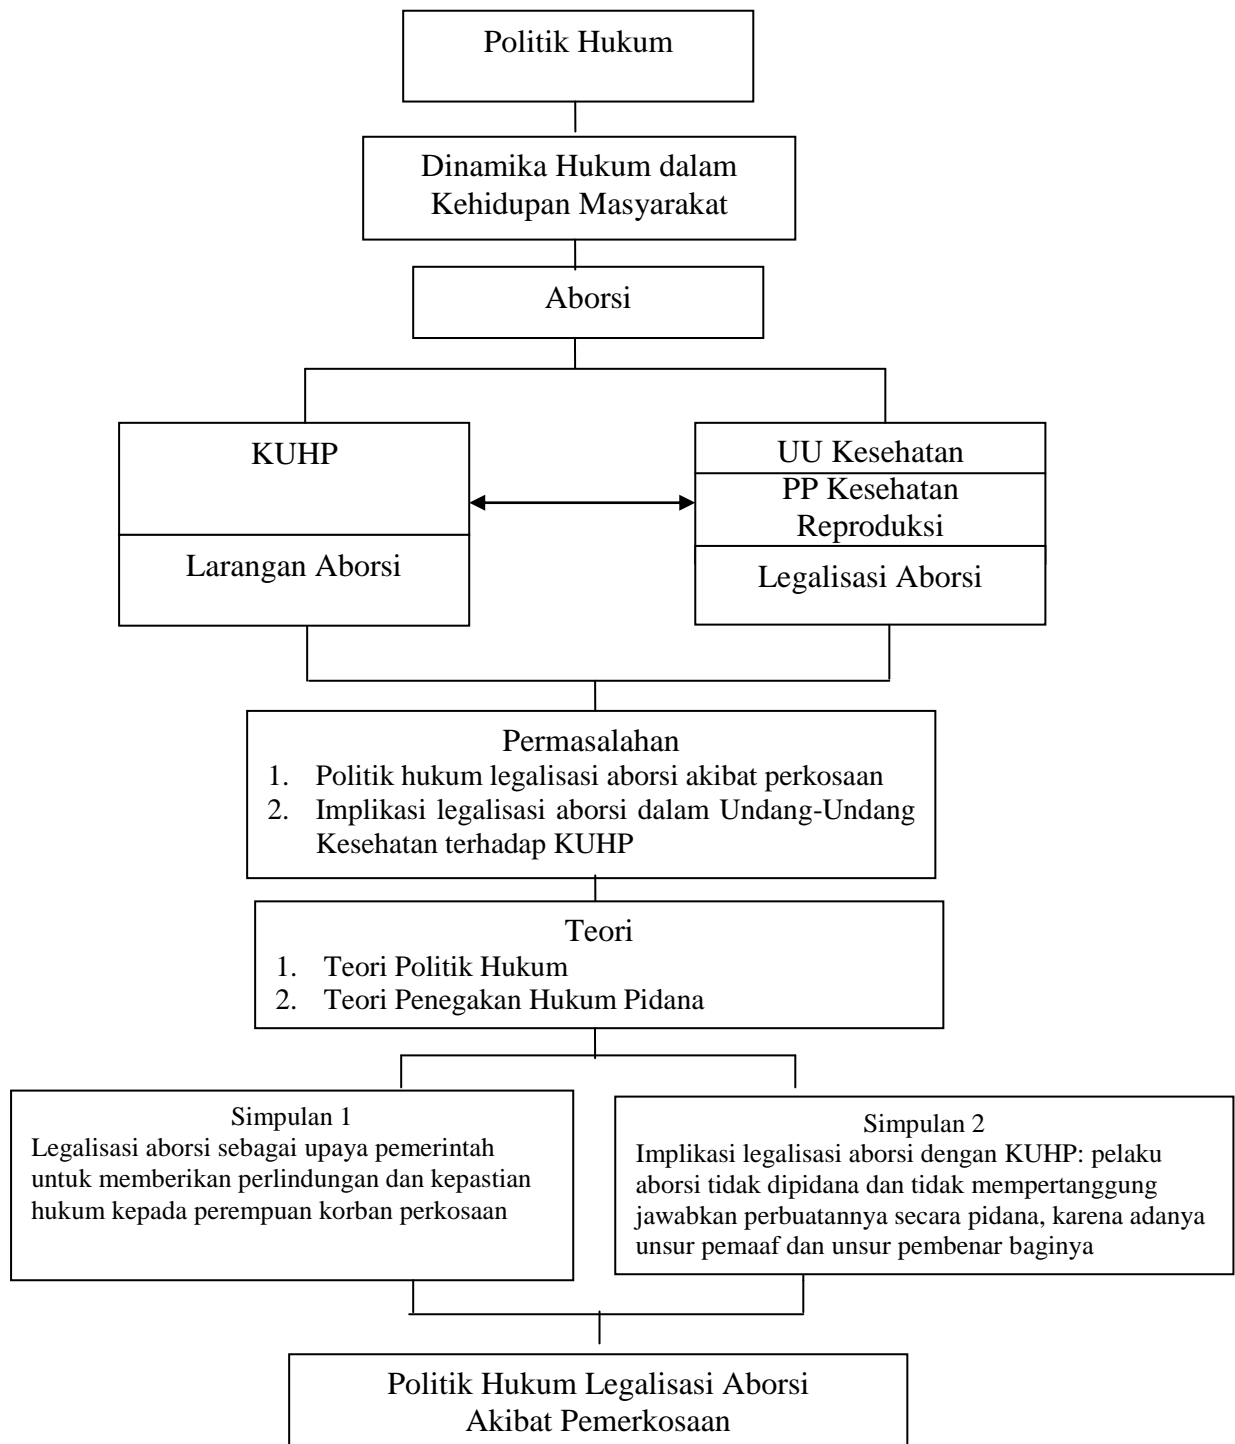 Politik Hukum
Dinamika Hukum dalam
Kehidupan Masyarakat
Aborsi
KUHP
Larangan Aborsi
UU Kesehatan
PP Kesehatan
Reproduksi
Legalisasi Aborsi
Permasalahan
1. Politik hukum legalisasi aborsi akibat perkosaan
2. Implikasi legalisasi aborsi dalam Undang-Undang
Kesehatan terhadap KUHP
Teori
1. Teori Politik Hukum
2. Teori Penegakan Hukum Pidana
Simpulan 1
Legalisasi aborsi sebagai upaya pemerintah
untuk memberikan perlindungan dan kepastian
hukum kepada perempuan korban perkosaan
Simpulan 2
Implikasi legalisasi aborsi dengan KUHP: pelaku
aborsi tidak dipidana dan tidak mempertanggung
jawabkan perbuatannya secara pidana, karena adanya
unsur pemaaf dan unsur pembenar baginya
Politik Hukum Legalisasi Aborsi
Akibat Pemerkosaan